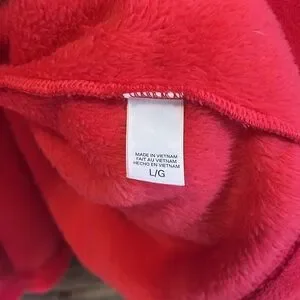 MADE IN VIETNAM
FAIT AU VIETNAM
HECHO EN VIETNAM
L/G